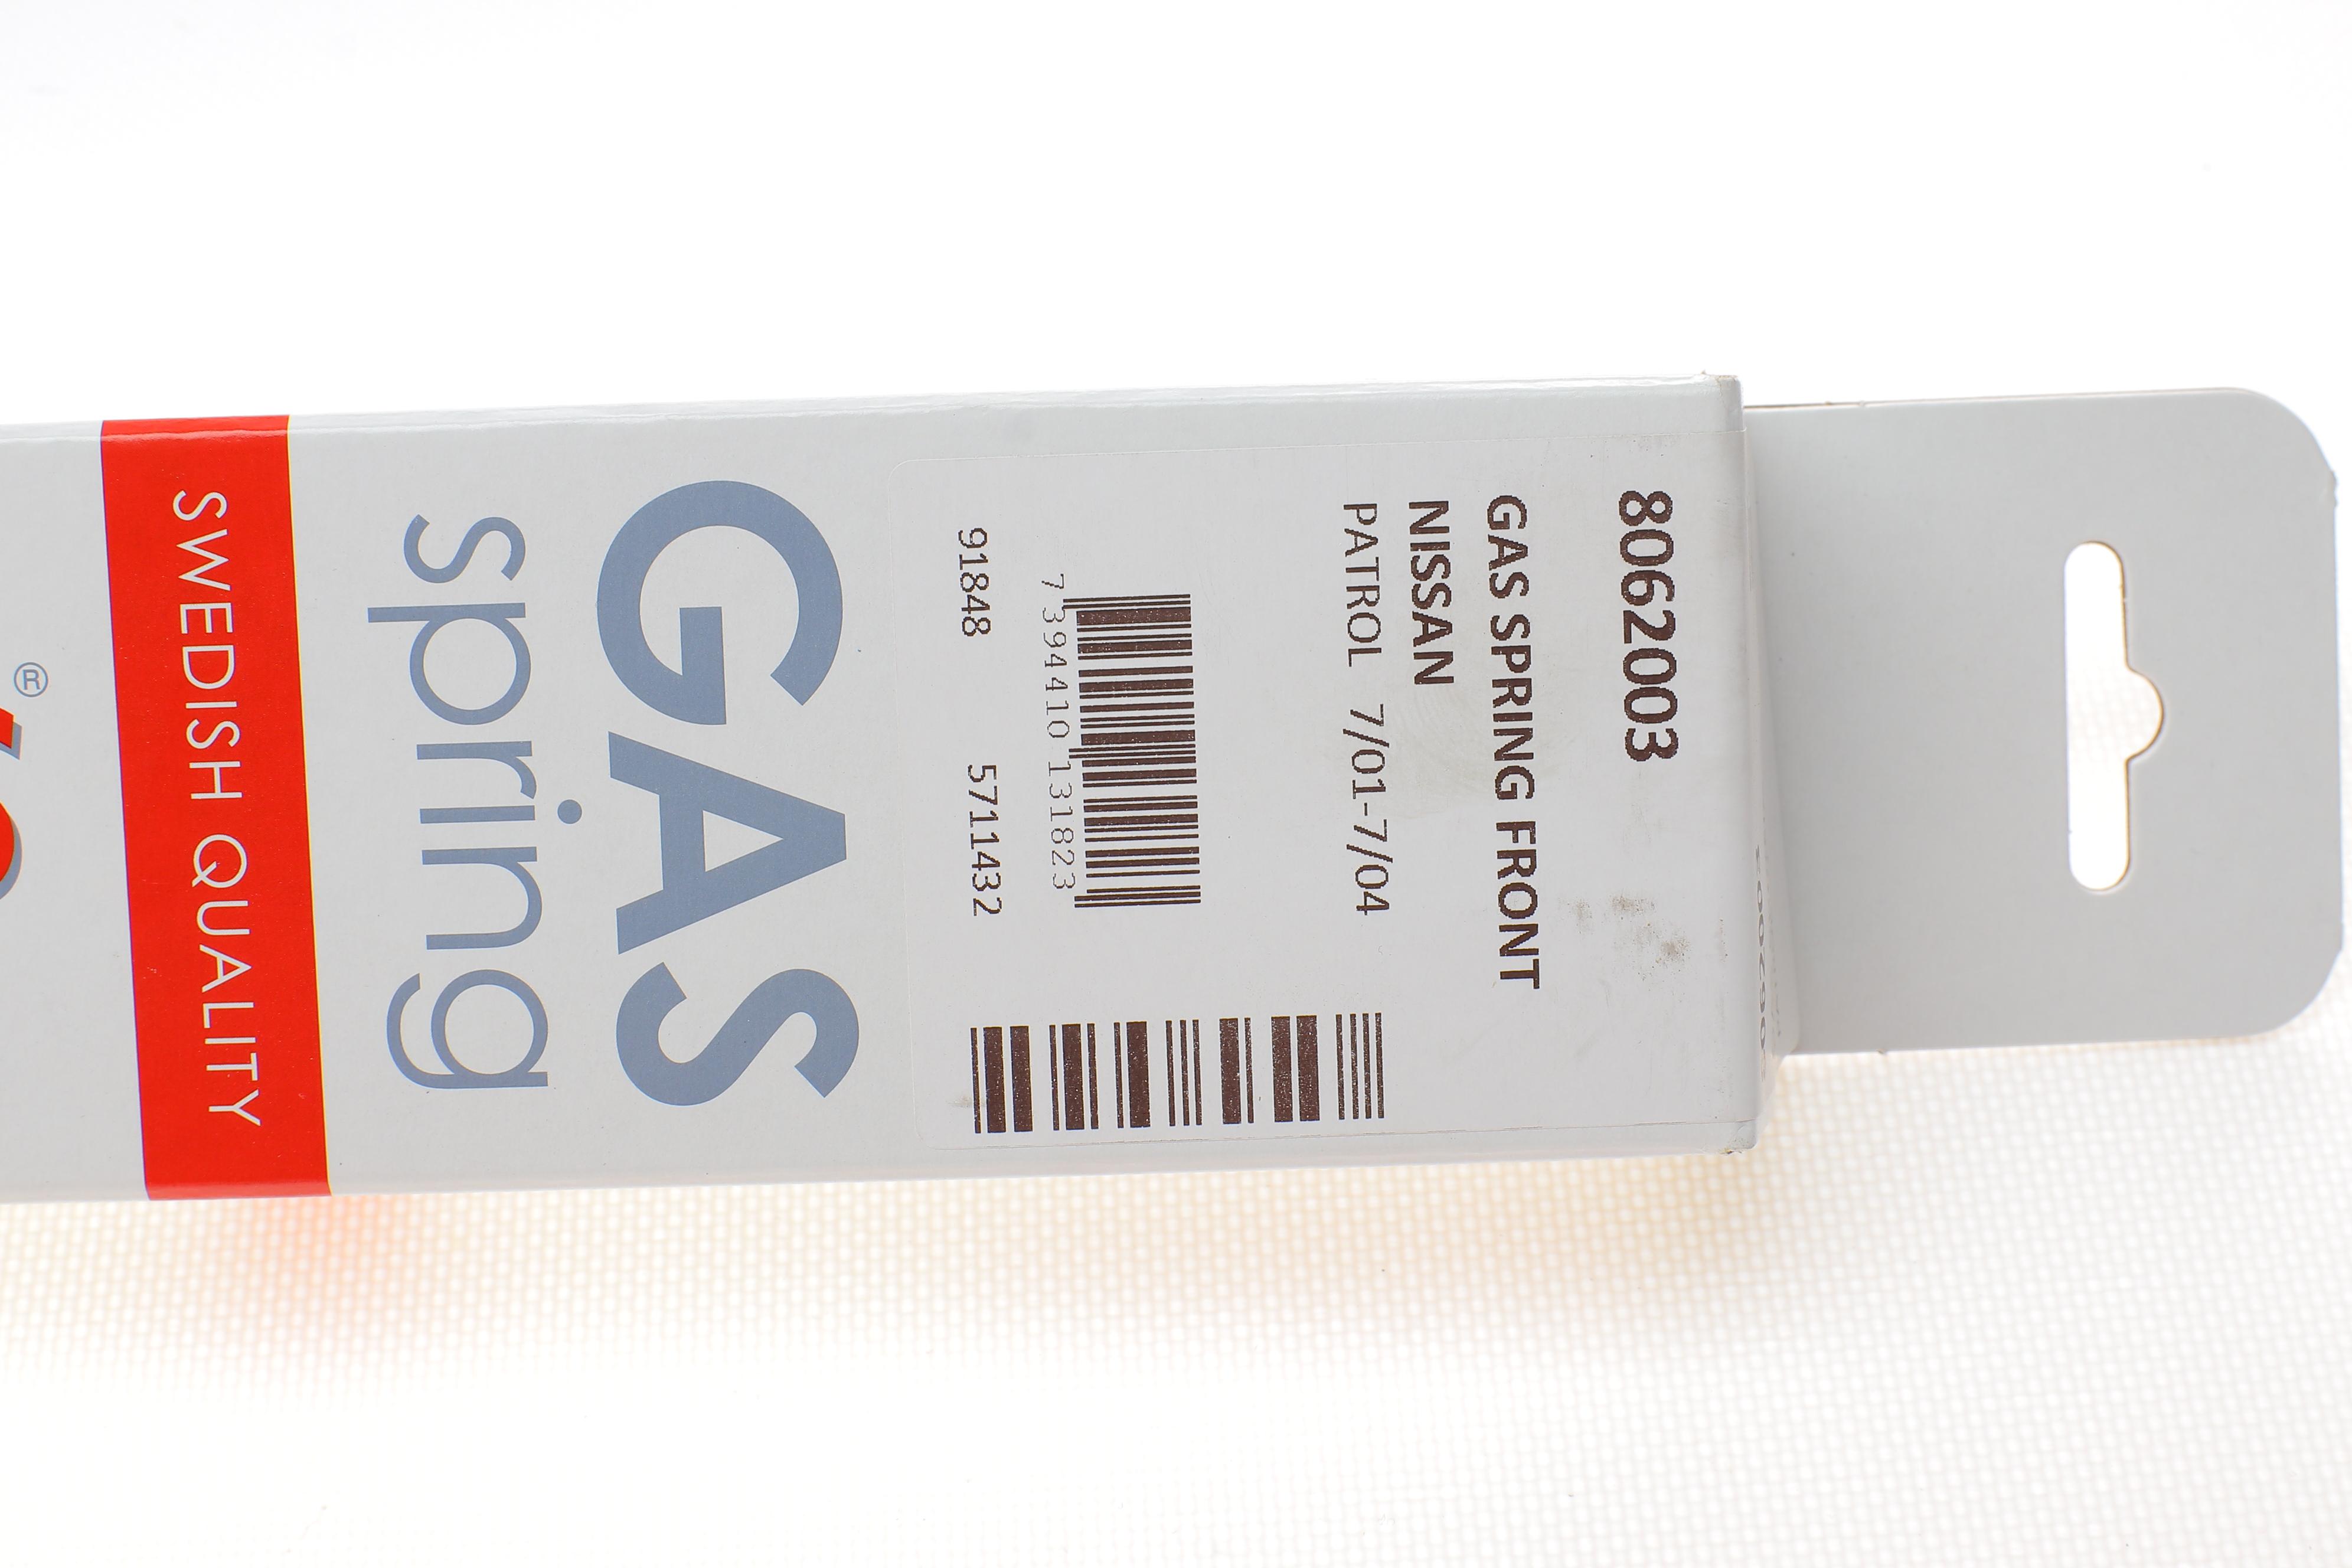 8062003
GAS SPRING FRONT
NISSAN
PATROL 7/01-7/04
7 394410 131823
91848 5711432
GAS
spring
SWEDISH QUALITY
®